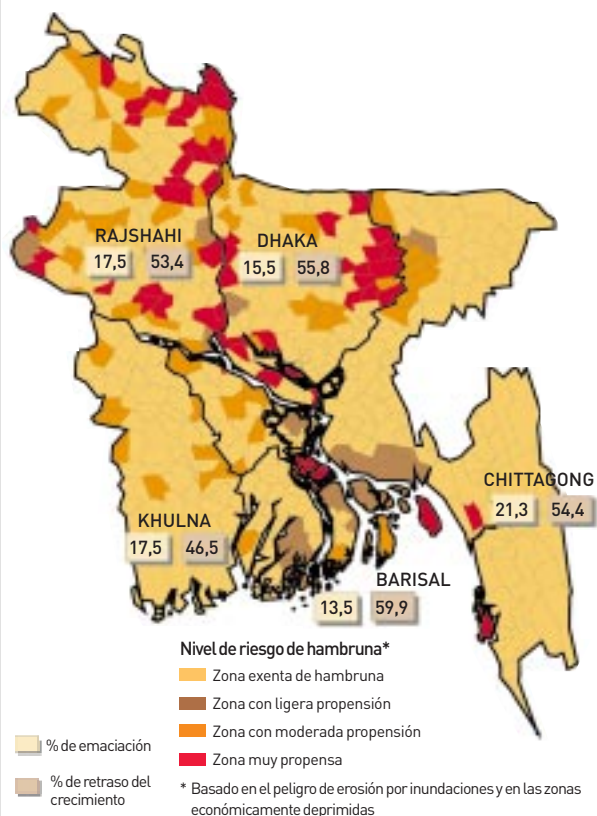 RAJSHAHI
17,5 53,4
DHAKA
15,5 55,8
CHITTAGONG
21,3 54,4
KHULNA
17,5 46,5
BARISAL
13,5 59,9
Nivel de riesgo de hambruna*
Zona exenta de hambruna
Zona con ligera propensión
Zona con moderada propensión
Zona muy propensa
% de emaciación
% de retraso del
crecimiento
* Basado en el peligro de erosión por inundaciones y en las zonas
económicamente deprimidas